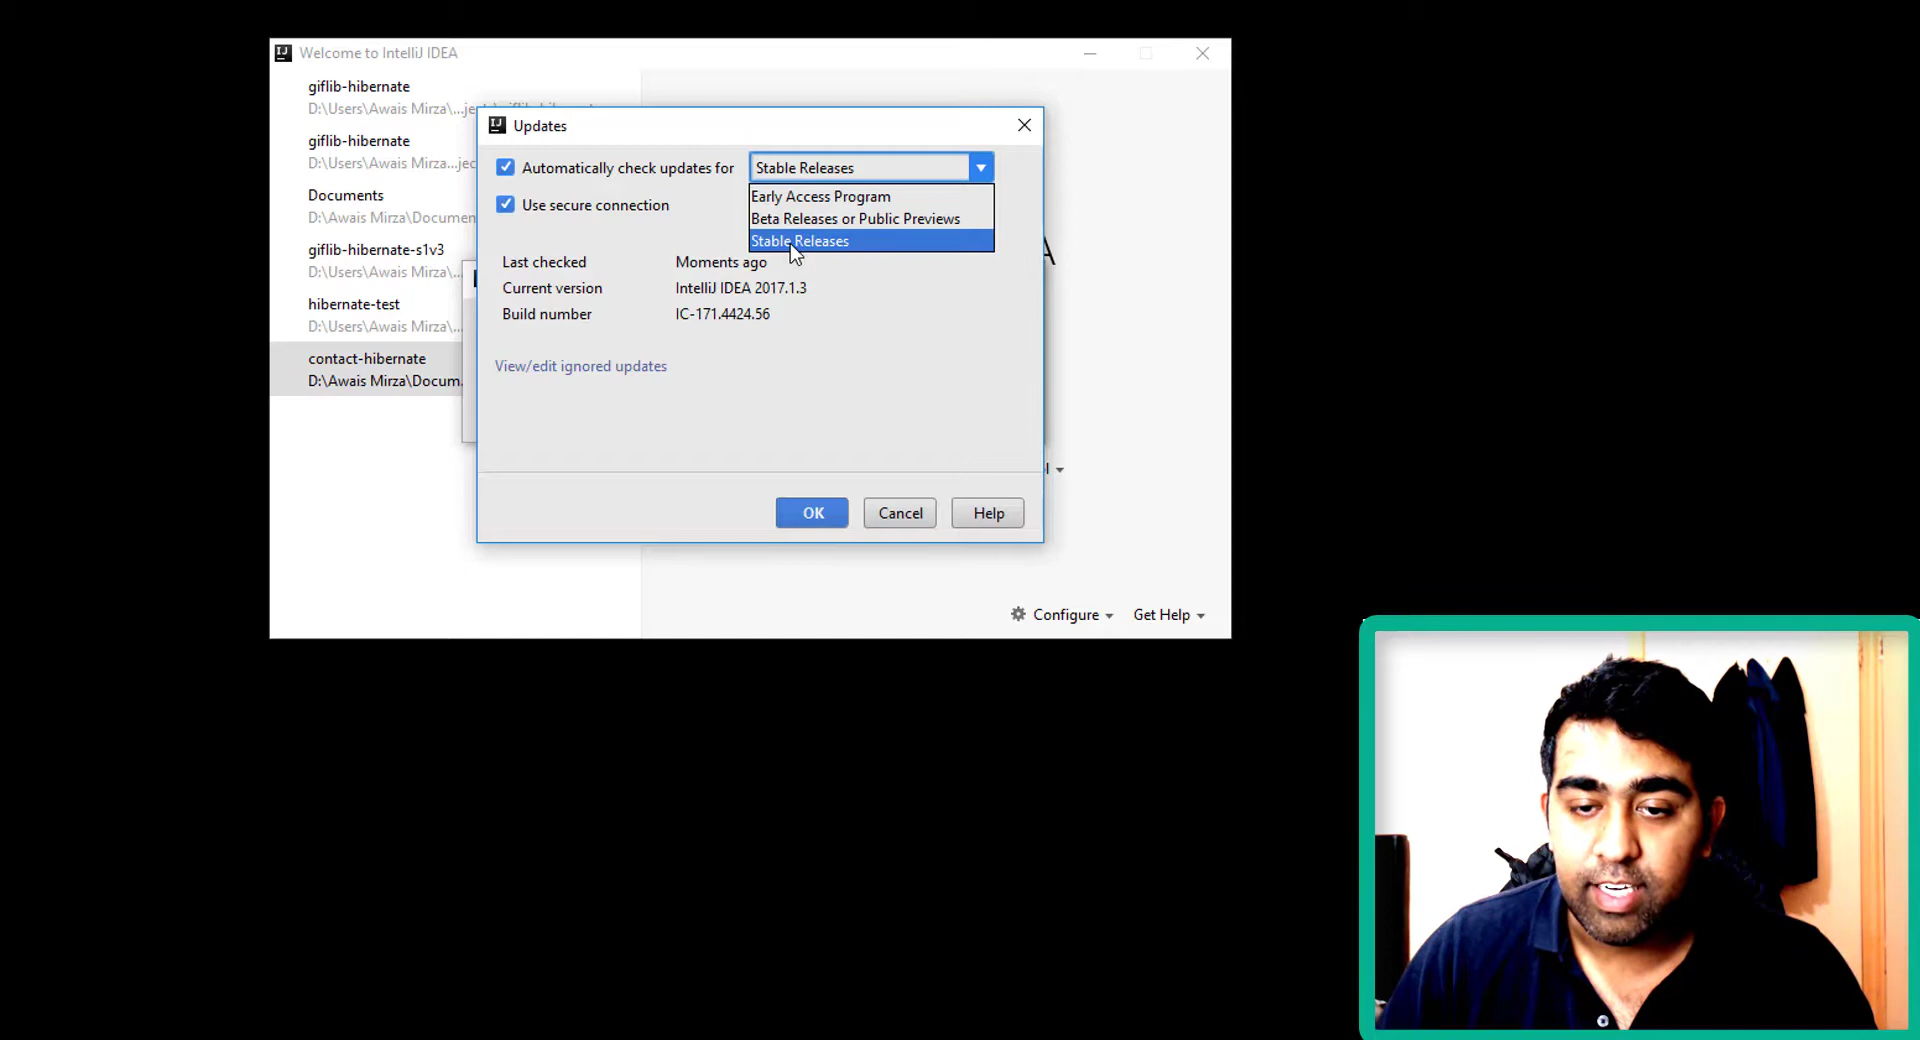 Welcome to IntelliJ IDEA
giflib-hibernate
D:\Users\Awais Mirza\...jects\giflib-hibernate
giflib-hibernate
D:\Users\Awais Mirza...jec
Documents
D:\Awais Mirza\Documen
giflib-hibernate-s1v3
D:\Users\Awais Mirza\...
hibernate-test
D:\Users\Awais Mirza\...
contact-hibernate
D:\Awais Mirza\Docum.
Updates
Automatically check updates for
Stable Releases
Early Access Program
Beta Releases or Public Previews
Stable Releases
Use secure connection
Last checked Moments ago
Current version IntelliJ IDEA 2017.1.3
Build number IC-171.4424.56
View/edit ignored updates
OK Cancel Help
A
Configure Get Help